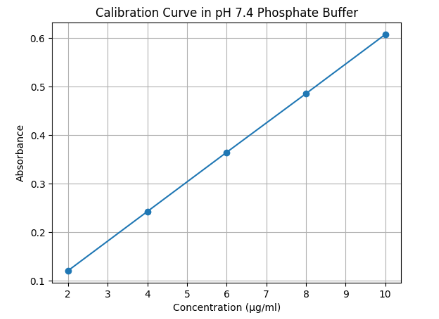 Calibration Curve in pH 7.4 Phosphate Buffer
0.6
0.5
0.4
0.3
0.2
0.1
Absorbance
2 3 4 5 6 7 8 9 10
Concentration (μg/ml)